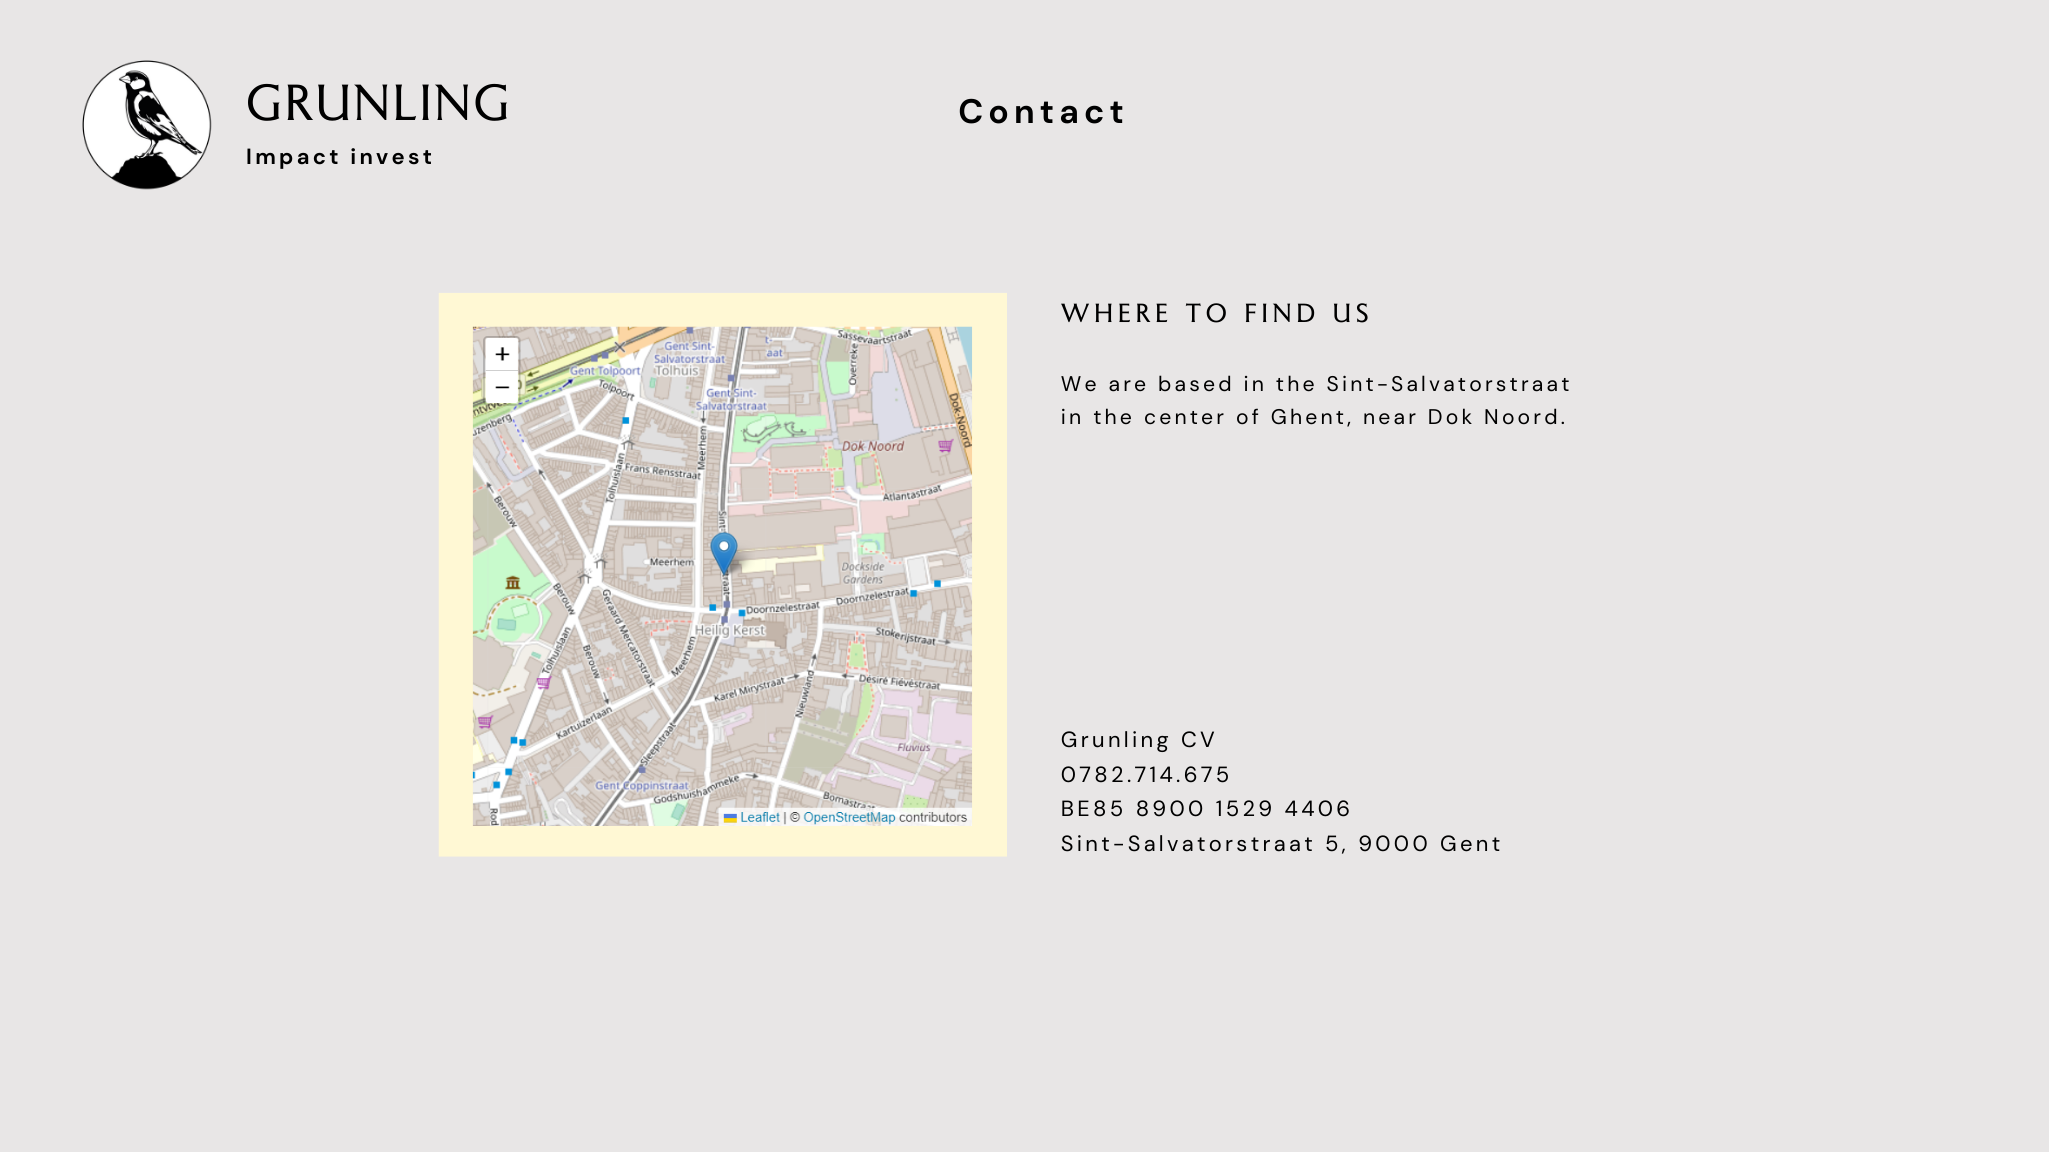 GRUNLING
Impact invest
Contact
WHERE TO FIND US
We are based in the Sint-Salvatorstraat
in the center of Ghent, near Dok Noord.
Grunling CV
0782.714.675
BE85 8900 1529 4406
Sint-Salvatorstraat 5, 9000 Gent
+
−
Gent Sint-
Salvatorstraat
Tolhuis
Gent Tolpoort
Tolpoort
Gent Sint-
Salvatorstraat
Sassevaartstraat
Dok-Noord
Dok Noord
Meerhem
Frans Rensstraat
Tolhuislaan
Atlantastraat
Berouw
Meerhem
Dockside
Gardens
Doornzelestraat
Doornzelestraat
Berouw
Geraard Mercatorstraat
Heilig Kerst
Stokerijstraat
Tolhuislaan
Berouw
Meerhem
Karel Mirystraat
Désiré Fiévéstraat
Nieuwland
Kartuizerlaan
Sleepstraat
Fluvius
Gent Coppinstraat
Godshuishammeke
Bomastraat
Leaflet | © OpenStreetMap contributors